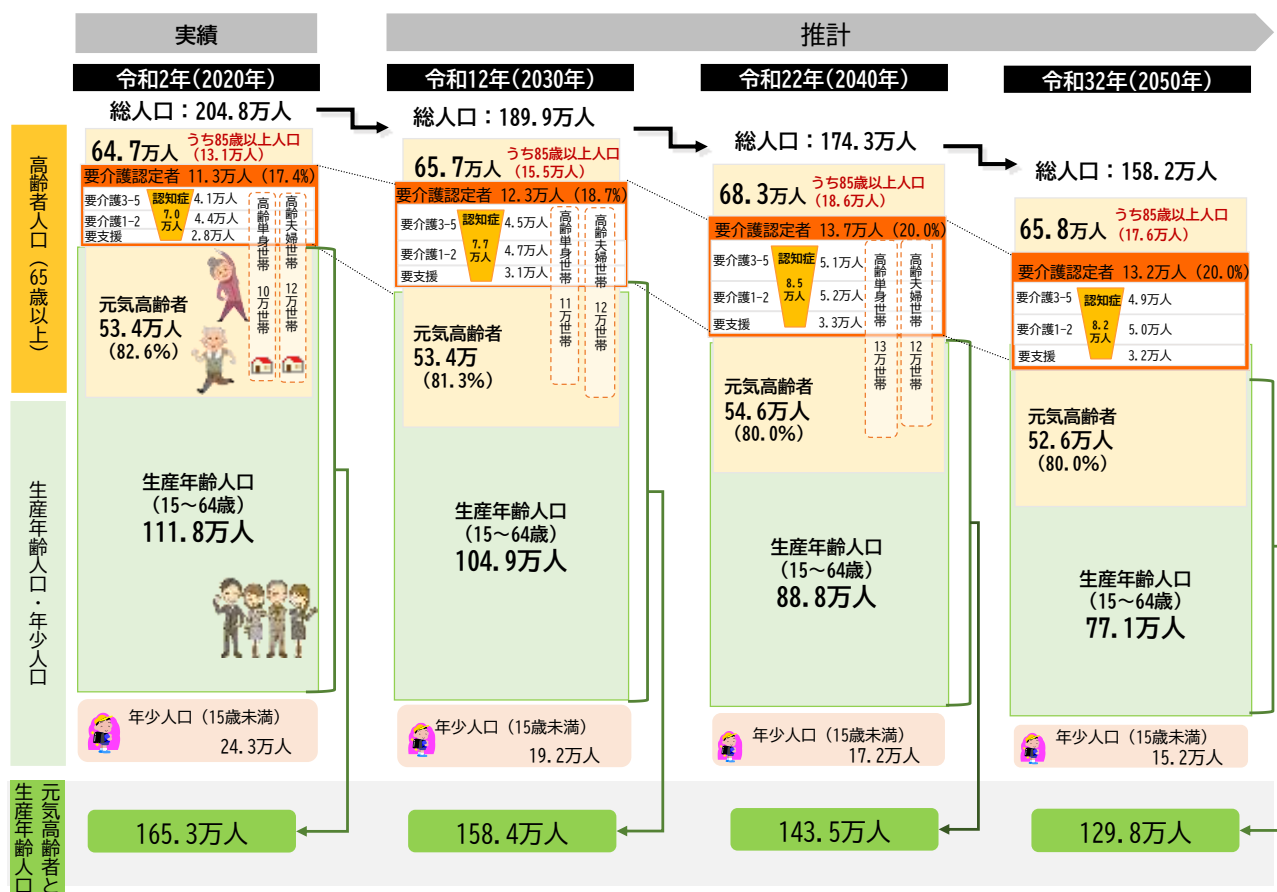 実績
推計
令和2年(2020年)
令和12年(2030年)
令和22年(2040年)
令和32年(2050年)
高齢者人口（65歳以上）
生産年齢人口・年少人口
元気高齢者と
生産年齢人口
総人口：204.8万人
64.7万人
うち85歳以上人口
(13.1万人)
要介護認定者 11.3万人 (17.4%)
要介護3-5
4.1万人
要介護1-2
4.4万人
要支援
2.8万人
認知症
7.0
万人
高齢単身世帯 10万世帯
高齢夫婦世帯 12万世帯
元気高齢者
53.4万人
(82.6%)
生産年齢人口
(15～64歳)
111.8万人
年少人口（15歳未満）
24.3万人
165.3万人
総人口：189.9万人
65.7万人
うち85歳以上人口
(15.5万人)
要介護認定者 12.3万人 (18.7%)
要介護3-5
4.5万人
要介護1-2
4.7万人
要支援
3.1万人
認知症
7.7
万人
高齢単身世帯 11万世帯
高齢夫婦世帯 12万世帯
元気高齢者
53.4万
(81.3%)
生産年齢人口
(15～64歳)
104.9万人
年少人口（15歳未満）
19.2万人
158.4万人
総人口：174.3万人
68.3万人
うち85歳以上人口
(18.6万人)
要介護認定者 13.7万人 (20.0%)
要介護3-5
5.1万人
要介護1-2
5.2万人
要支援
3.3万人
認知症
8.5
万人
高齢単身世帯 13万世帯
高齢夫婦世帯 12万世帯
元気高齢者
54.6万人
(80.0%)
生産年齢人口
(15～64歳)
88.8万人
年少人口（15歳未満）
17.2万人
143.5万人
総人口：158.2万人
65.8万人
うち85歳以上人口
(17.6万人)
要介護認定者 13.2万人 (20.0%)
要介護3-5
4.9万人
要介護1-2
5.0万人
要支援
3.2万人
認知症
8.2
万人
元気高齢者
52.6万人
(80.0%)
生産年齢人口
(15～64歳)
77.1万人
年少人口（15歳未満）
15.2万人
129.8万人